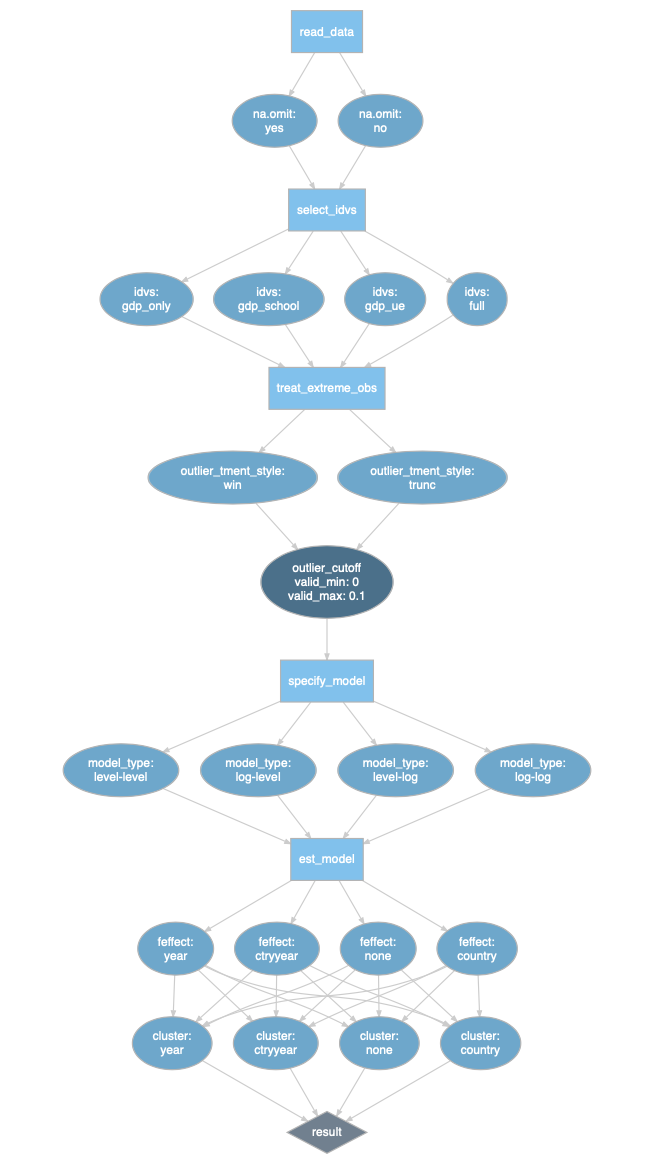 read_data
na.omit:
yes
na.omit:
no
select_idvs
idvs:
gdp_only
idvs:
gdp_school
idvs:
gdp_ue
idvs:
full
treat_extreme_obs
outlier_tment_style:
win
outlier_tment_style:
trunc
outlier_cutoff
valid_min: 0
valid_max: 0.1
specify_model
model_type:
level-level
model_type:
log-level
model_type:
level-log
model_type:
log-log
est_model
feffect:
year
feffect:
ctryyear
feffect:
none
feffect:
country
cluster:
year
cluster:
ctryyear
cluster:
none
cluster:
country
result